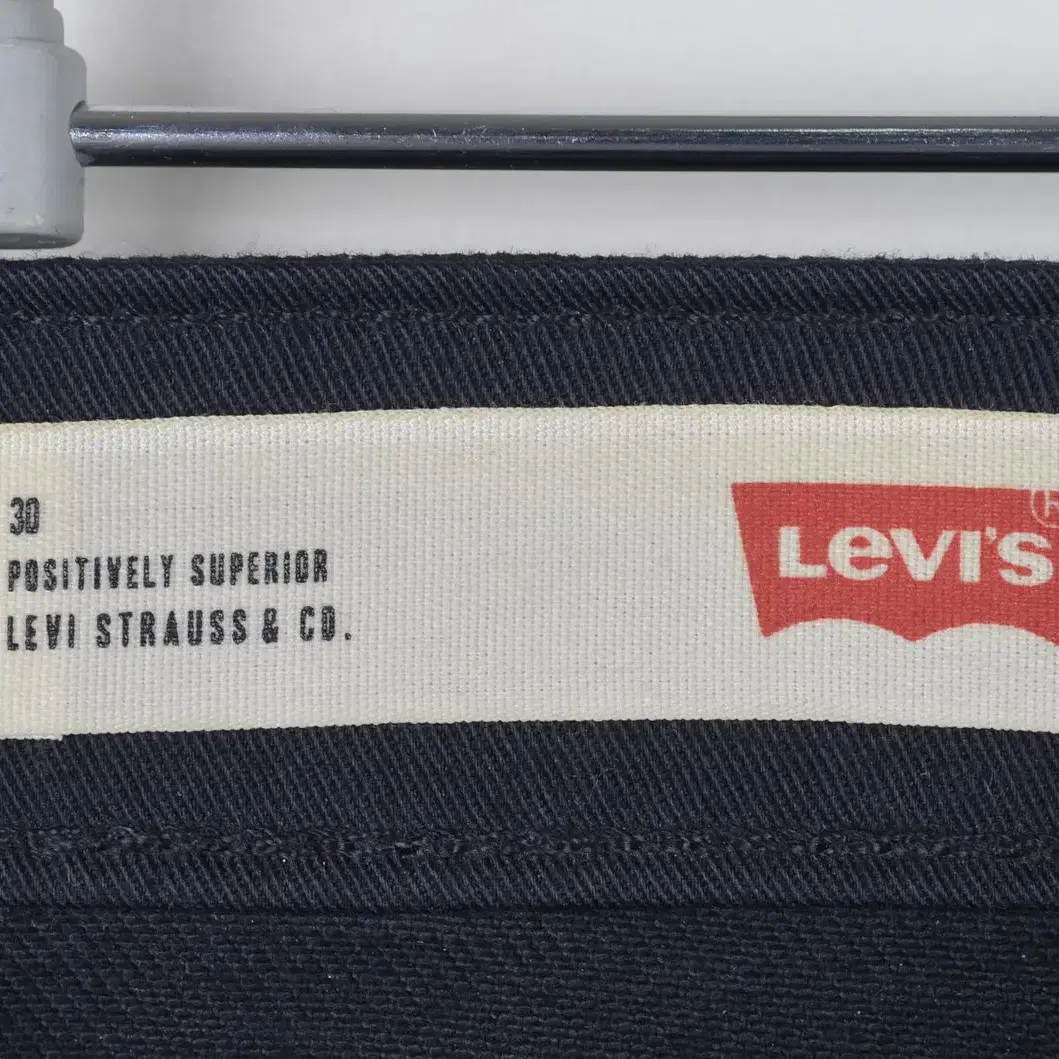 30
POSITIVELY SUPERIOR
LEVI STRAUSS & CO.
LEVI'S®